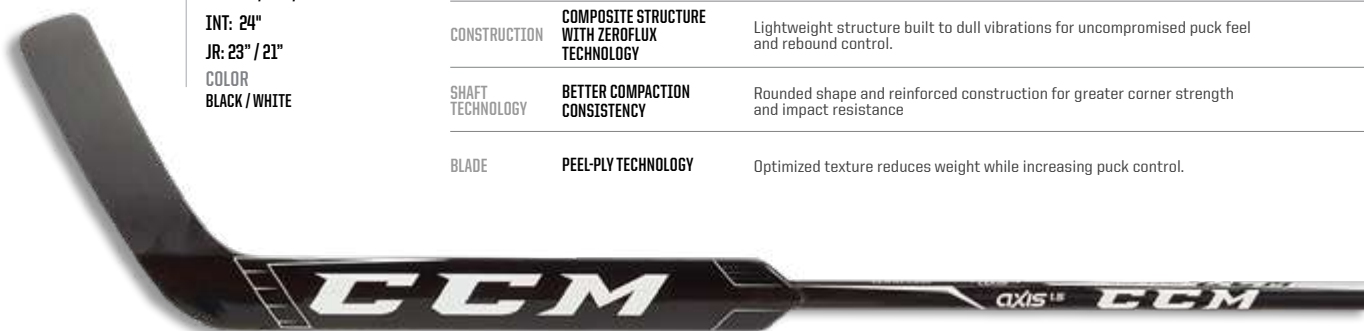 INT: 24"
JR: 23” / 21”
COLOR
BLACK / WHITE
CONSTRUCTION
COMPOSITE STRUCTURE
WITH ZEROFLUX
TECHNOLOGY
Lightweight structure built to dull vibrations for uncompromised puck feel
and rebound control.
SHAFT
TECHNOLOGY
BETTER COMPACTION
CONSISTENCY
Rounded shape and reinforced construction for greater corner strength
and impact resistance
BLADE
PEEL-PLY TECHNOLOGY
Optimized texture reduces weight while increasing puck control.
CCM
axis 1.5
CCM